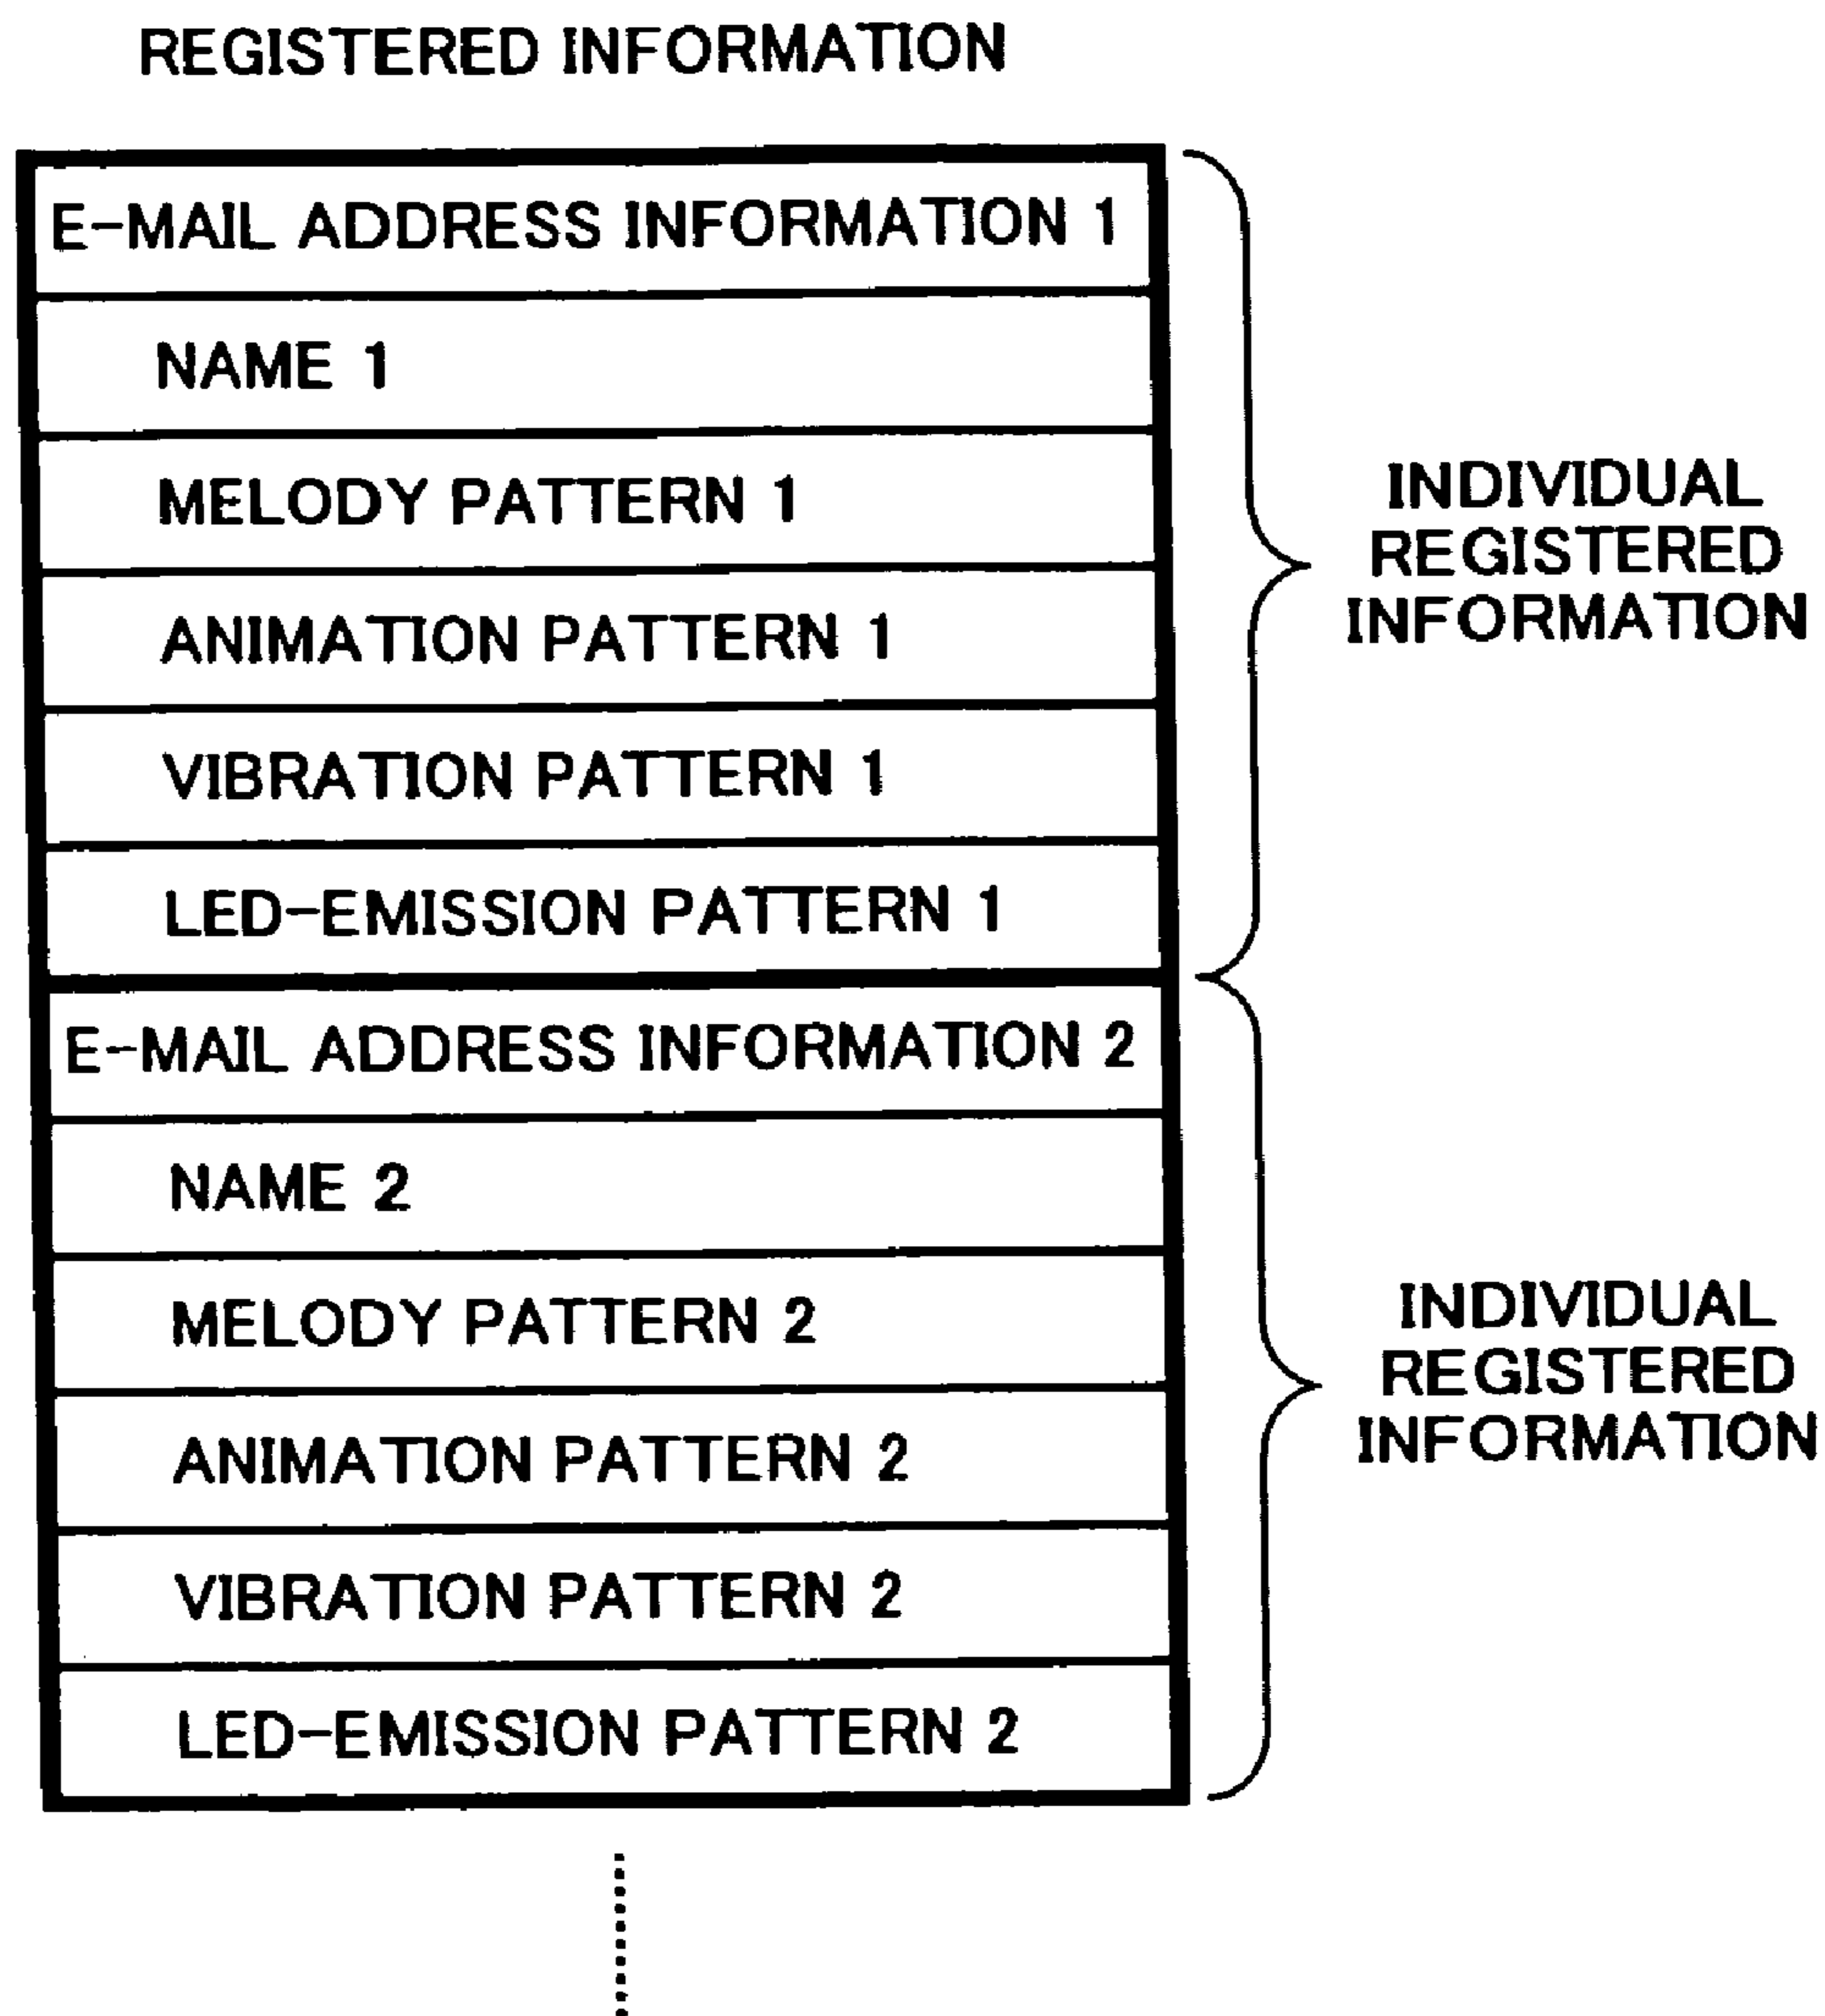 REGISTERED INFORMATION
E-MAIL ADDRESS INFORMATION 1
NAME 1
MELODY PATTERN 1
ANIMATION PATTERN 1
VIBRATION PATTERN 1
LED-EMISSION PATTERN 1
INDIVIDUAL
REGISTERED
INFORMATION
E-MAIL ADDRESS INFORMATION 2
NAME 2
MELODY PATTERN 2
ANIMATION PATTERN 2
VIBRATION PATTERN 2
LED-EMISSION PATTERN 2
INDIVIDUAL
REGISTERED
INFORMATION